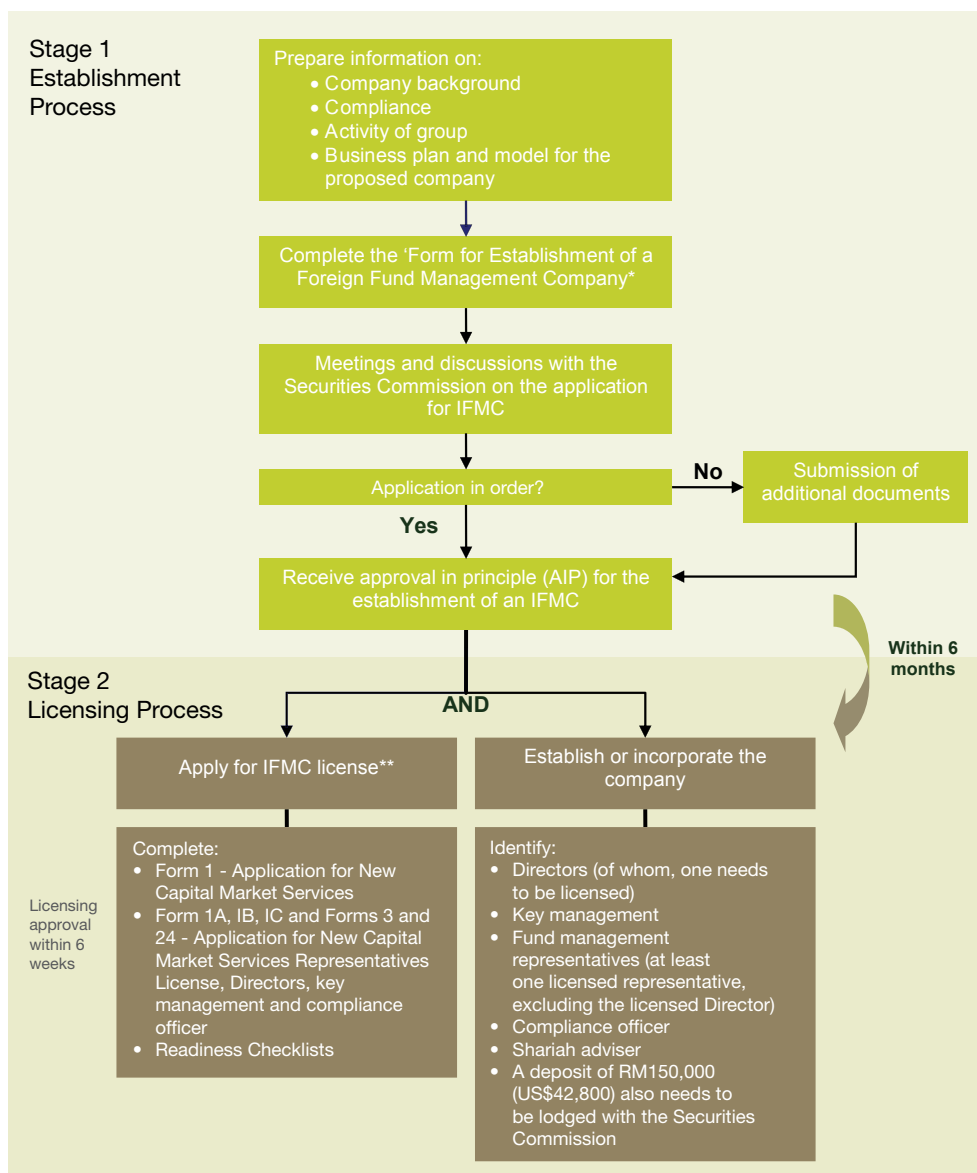 Stage 1
Establishment
Process
Prepare information on:
• Company background
• Compliance
• Activity of group
• Business plan and model for the
proposed company
Complete the ‘Form for Establishment of a
Foreign Fund Management Company*
Meetings and discussions with the
Securities Commission on the application
for IFMC
Application in order?
No
Submission of
additional documents
Yes
Receive approval in principle (AIP) for the
establishment of an IFMC
Within 6
months
Stage 2
Licensing Process
AND
Apply for IFMC license**
Establish or incorporate the
company
Licensing
approval
within 6
weeks
Complete:
• Form 1 - Application for New
Capital Market Services
• Form 1A, IB, IC and Forms 3 and
24 - Application for New Capital
Market Services Representatives
License, Directors, key
management and compliance
officer
• Readiness Checklists
Identify:
• Directors (of whom, one needs
to be licensed)
• Key management
• Fund management
representatives (at least
one licensed representative,
excluding the licensed Director)
• Compliance officer
• Shariah adviser
• A deposit of RM150,000
(US$42,800) also needs to
be lodged with the Securities
Commission